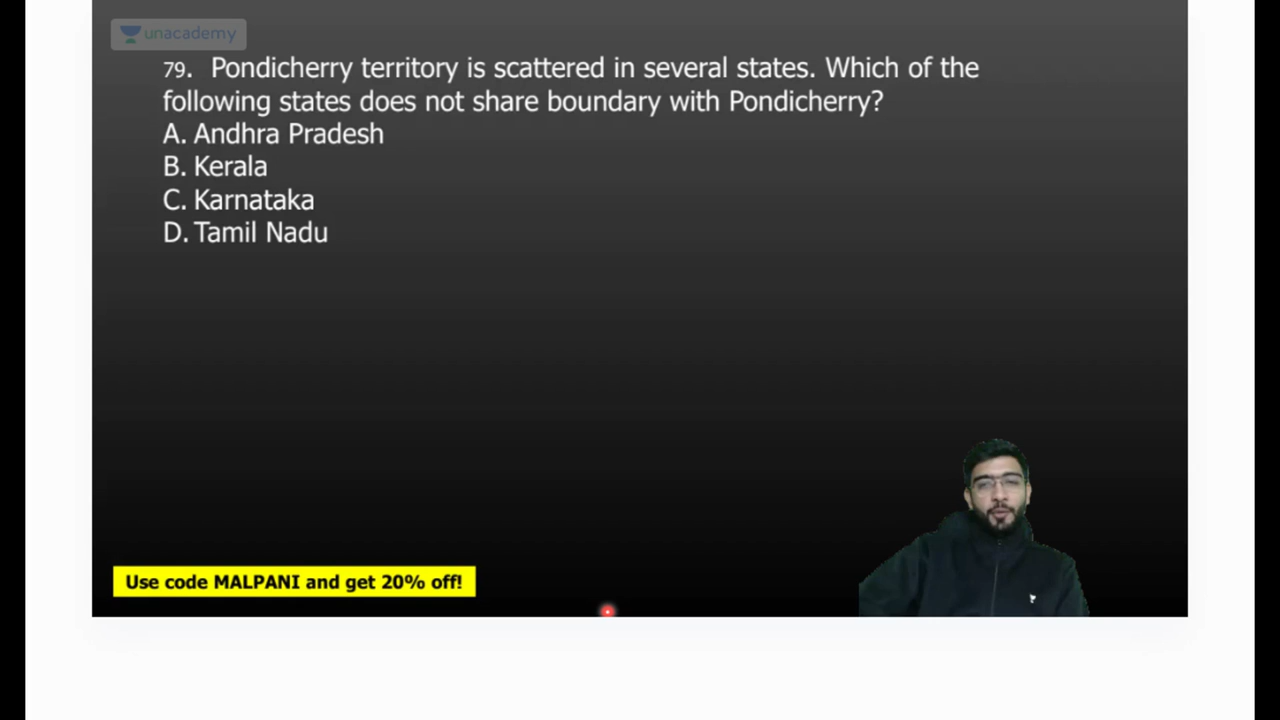 unacademy
79. Pondicherry territory is scattered in several states. Which of the
following states does not share boundary with Pondicherry?
A. Andhra Pradesh
B. Kerala
C. Karnataka
D. Tamil Nadu
Use code MALPANI and get 20% off!